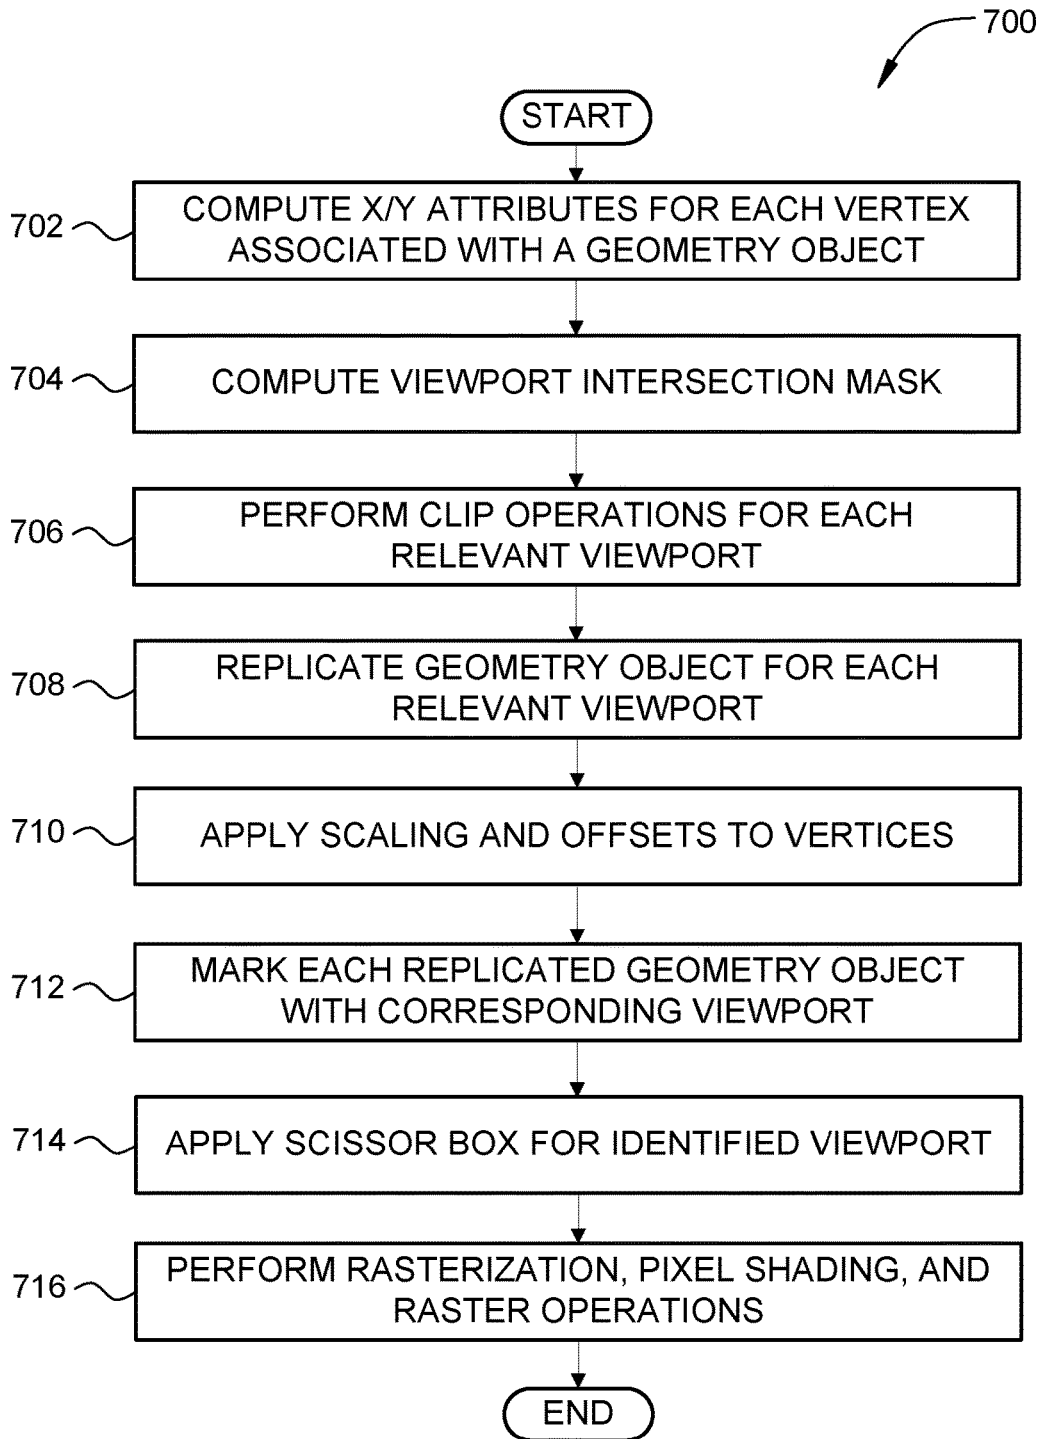 700
START
702
COMPUTE X/Y ATTRIBUTES FOR EACH VERTEX
ASSOCIATED WITH A GEOMETRY OBJECT
704
COMPUTE VIEWPORT INTERSECTION MASK
706
PERFORM CLIP OPERATIONS FOR EACH
RELEVANT VIEWPORT
708
REPLICATE GEOMETRY OBJECT FOR EACH
RELEVANT VIEWPORT
710
APPLY SCALING AND OFFSETS TO VERTICES
712
MARK EACH REPLICATED GEOMETRY OBJECT
WITH CORRESPONDING VIEWPORT
714
APPLY SCISSOR BOX FOR IDENTIFIED VIEWPORT
716
PERFORM RASTERIZATION, PIXEL SHADING, AND
RASTER OPERATIONS
END